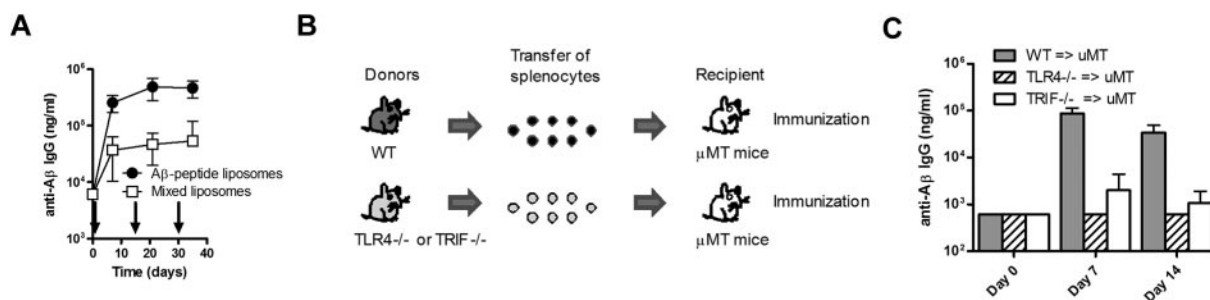 A
anti-Aβ IgG (ng/ml)
10⁶
10⁵
10⁴
10³
Aβ-peptide liposomes
Mixed liposomes
0 10 20 30 40
Time (days)
B
Donors
Transfer of
splenocytes
Recipient
WT
μMT mice
Immunization
TLR4-/- or TRIF-/-
μMT mice
Immunization
C
WT => uMT
TLR4-/- => uMT
TRIF-/- => uMT
anti-Aβ IgG (ng/ml)
10⁶
10⁵
10⁴
10³
10²
Day 0
Day 7
Day 14